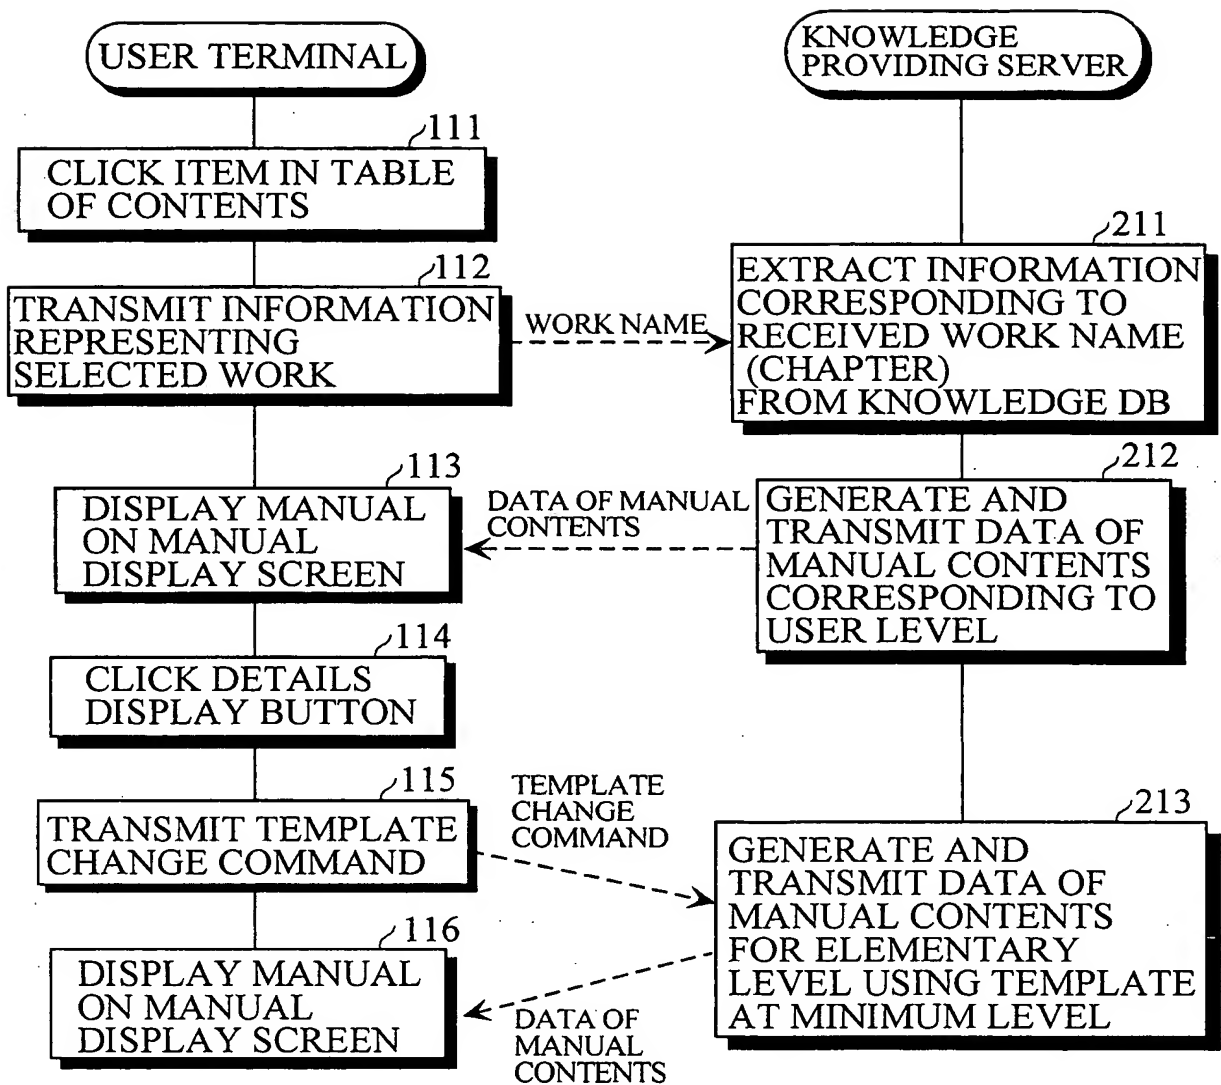 USER TERMINAL
KNOWLEDGE
PROVIDING SERVER
111
CLICK ITEM IN TABLE
OF CONTENTS
112
TRANSMIT INFORMATION
REPRESENTING
SELECTED WORK
WORK NAME
211
EXTRACT INFORMATION
CORRESPONDING TO
RECEIVED WORK NAME
(CHAPTER)
FROM KNOWLEDGE DB
113
DISPLAY MANUAL
ON MANUAL
DISPLAY SCREEN
DATA OF MANUAL
CONTENTS
212
GENERATE AND
TRANSMIT DATA OF
MANUAL CONTENTS
CORRESPONDING TO
USER LEVEL
114
CLICK DETAILS
DISPLAY BUTTON
115
TRANSMIT TEMPLATE
CHANGE COMMAND
TEMPLATE
CHANGE
COMMAND
213
GENERATE AND
TRANSMIT DATA OF
MANUAL CONTENTS
FOR ELEMENTARY
LEVEL USING TEMPLATE
AT MINIMUM LEVEL
116
DISPLAY MANUAL
ON MANUAL
DISPLAY SCREEN
DATA OF
MANUAL
CONTENTS